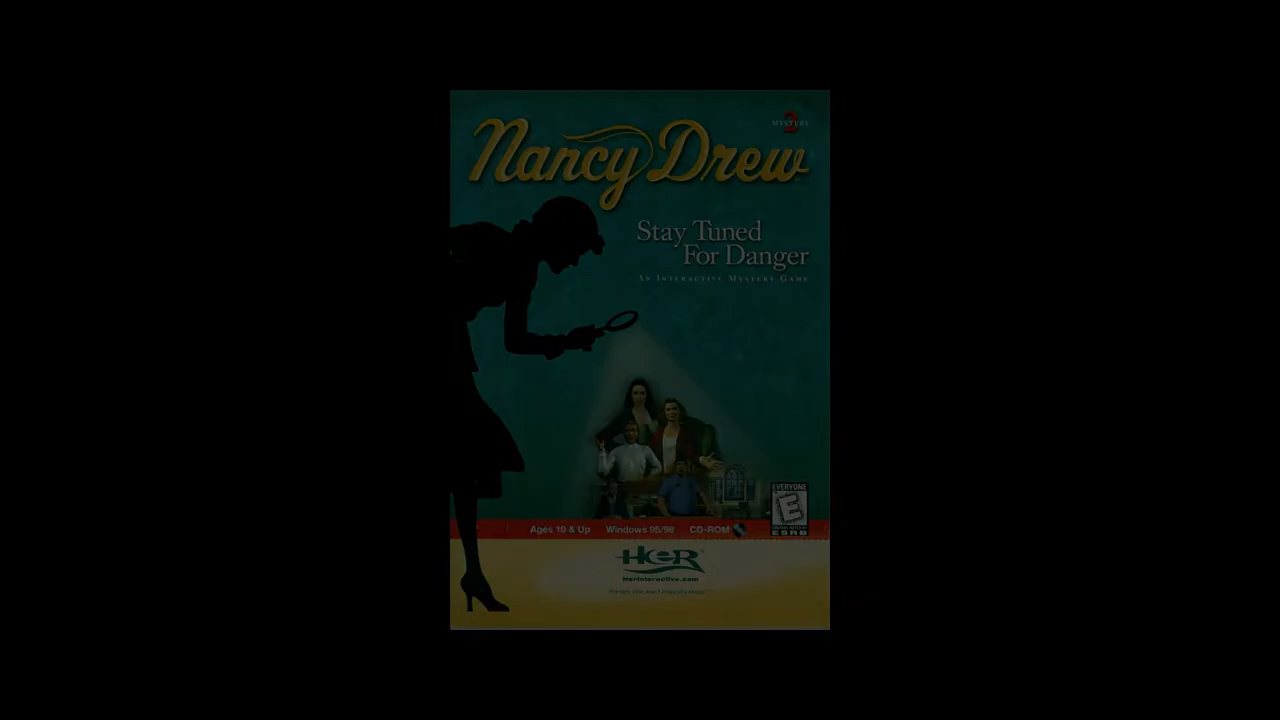 MYSTERY 2
Nancy Drew
Stay Tuned
For Danger
AN INTERACTIVE MYSTERY GAME
EVERYONE
E
ESRB
Ages 10 & Up Windows 95/98 CD-ROM
HER
HerInteractive.com